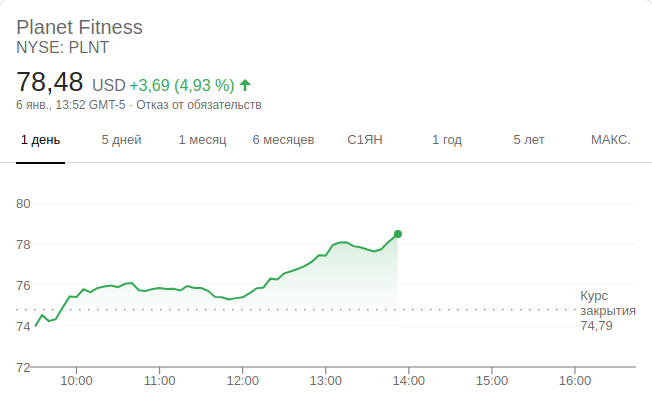 Planet Fitness
NYSE: PLNT
78,48 USD +3,69 (4,93 %)
6 янв., 13:52 GMT-5 · Отказ от обязательств
1 день 5 дней 1 месяц 6 месяцев С1ЯН 1 год 5 лет МАКС.
80
78
76
74
72
Курс
закрытия
74,79
10:00 11:00 12:00 13:00 14:00 15:00 16:00